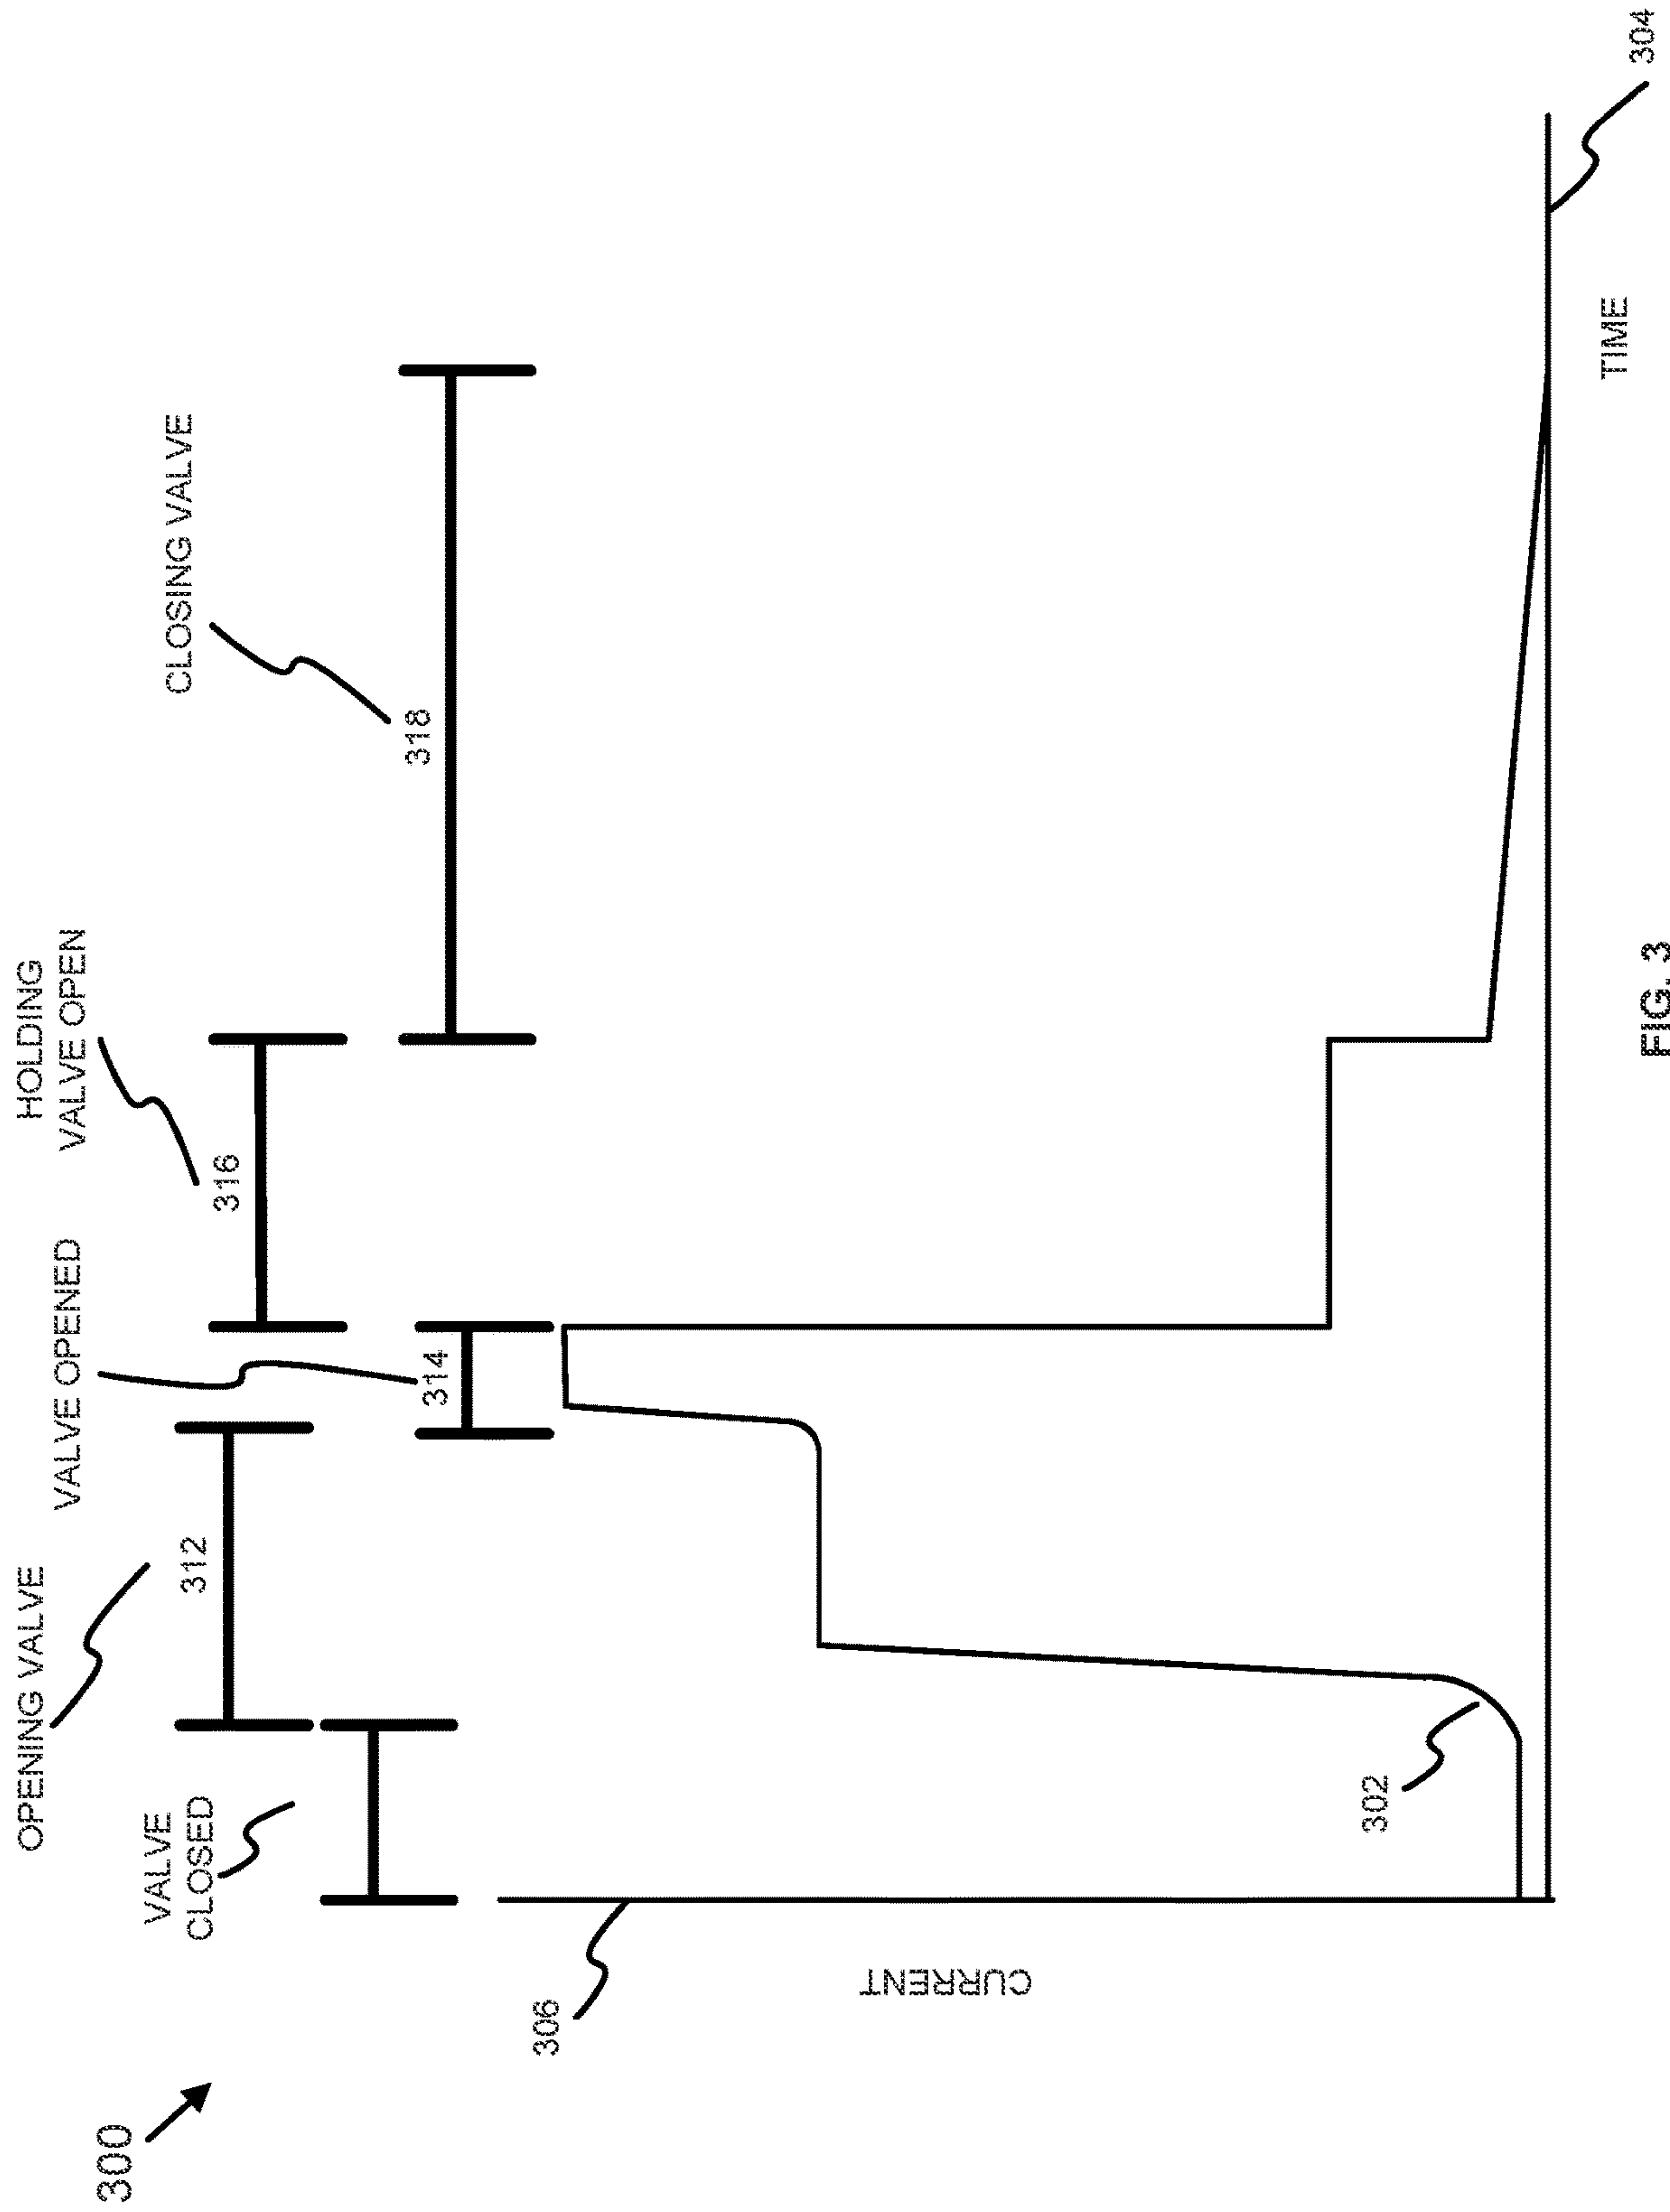 300
OPENING VALVE
312
VALVE OPENED
314
HOLDING
VALVE OPEN
316
CLOSING VALVE
318
VALVE
CLOSED
306
CURRENT
302
TIME
304
FIG. 3